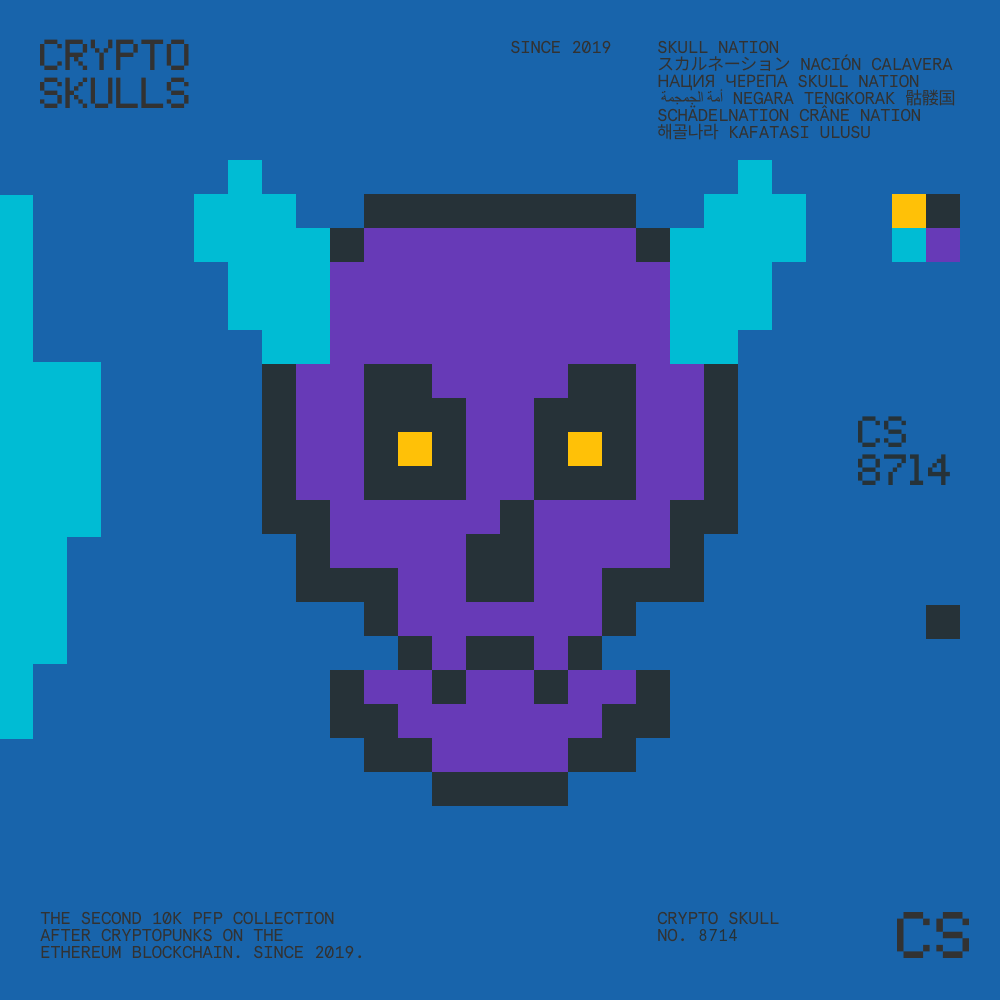 CRYPTO
SKULLS
SINCE 2019
SKULL NATION
スカルネーション NACIÓN CALAVERA
НАЦИЯ ЧЕРЕПА SKULL NATION
أمة الجمجمة NEGARA TENGKORAK 骷髅国
SCHÄDELNATION CRÂNE NATION
해골나라 KAFATASI ULUSU
CS
8714
THE SECOND 10K PFP COLLECTION
AFTER CRYPTOPUNKS ON THE
ETHEREUM BLOCKCHAIN. SINCE 2019.
CRYPTO SKULL
NO. 8714
CS